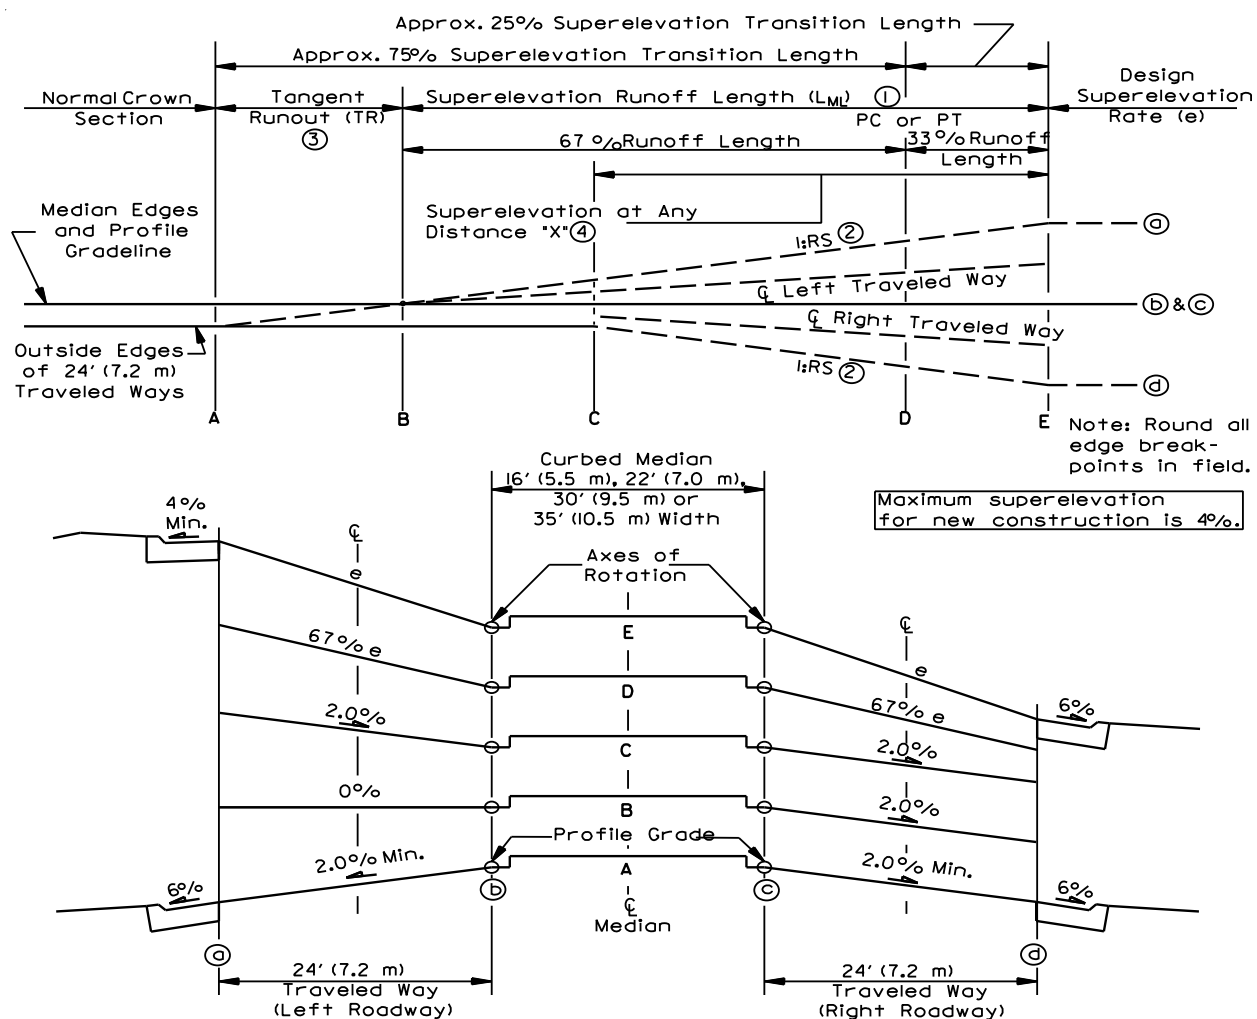 Approx. 25% Superelevation Transition Length
Approx. 75% Superelevation Transition Length
Normal Crown
Section
Tangent
Runout (TR)
③
Superelevation Runoff Length (LML) ①
PC or PT
Design
Superelevation
Rate (e)
67 % Runoff Length
33 % Runoff
Length
Median Edges
and Profile
Gradeline
Superelevation at Any
Distance "X" ④
1:RS ②
ⓐ
℄ Left Traveled Way
ⓑ & ⓒ
℄ Right Traveled Way
1:RS ②
ⓓ
Outside Edges
of 24' (7.2 m)
Traveled Ways
A
B
C
D
E
Note: Round all
edge break-
points in field.
Maximum superelevation
for new construction is 4%.
Curbed Median
16' (5.5 m), 22' (7.0 m),
30' (9.5 m) or
35' (10.5 m) Width
4%
Min.
℄
e
Axes of
Rotation
E
℄
e
6%
67% e
D
67% e
2.0%
C
2.0%
0%
B
2.0%
Profile Grade
2.0% Min.
A
2.0% Min.
6%
6%
ⓑ
ⓒ
℄
Median
ⓐ
ⓓ
24' (7.2 m)
Traveled Way
(Left Roadway)
24' (7.2 m)
Traveled Way
(Right Roadway)